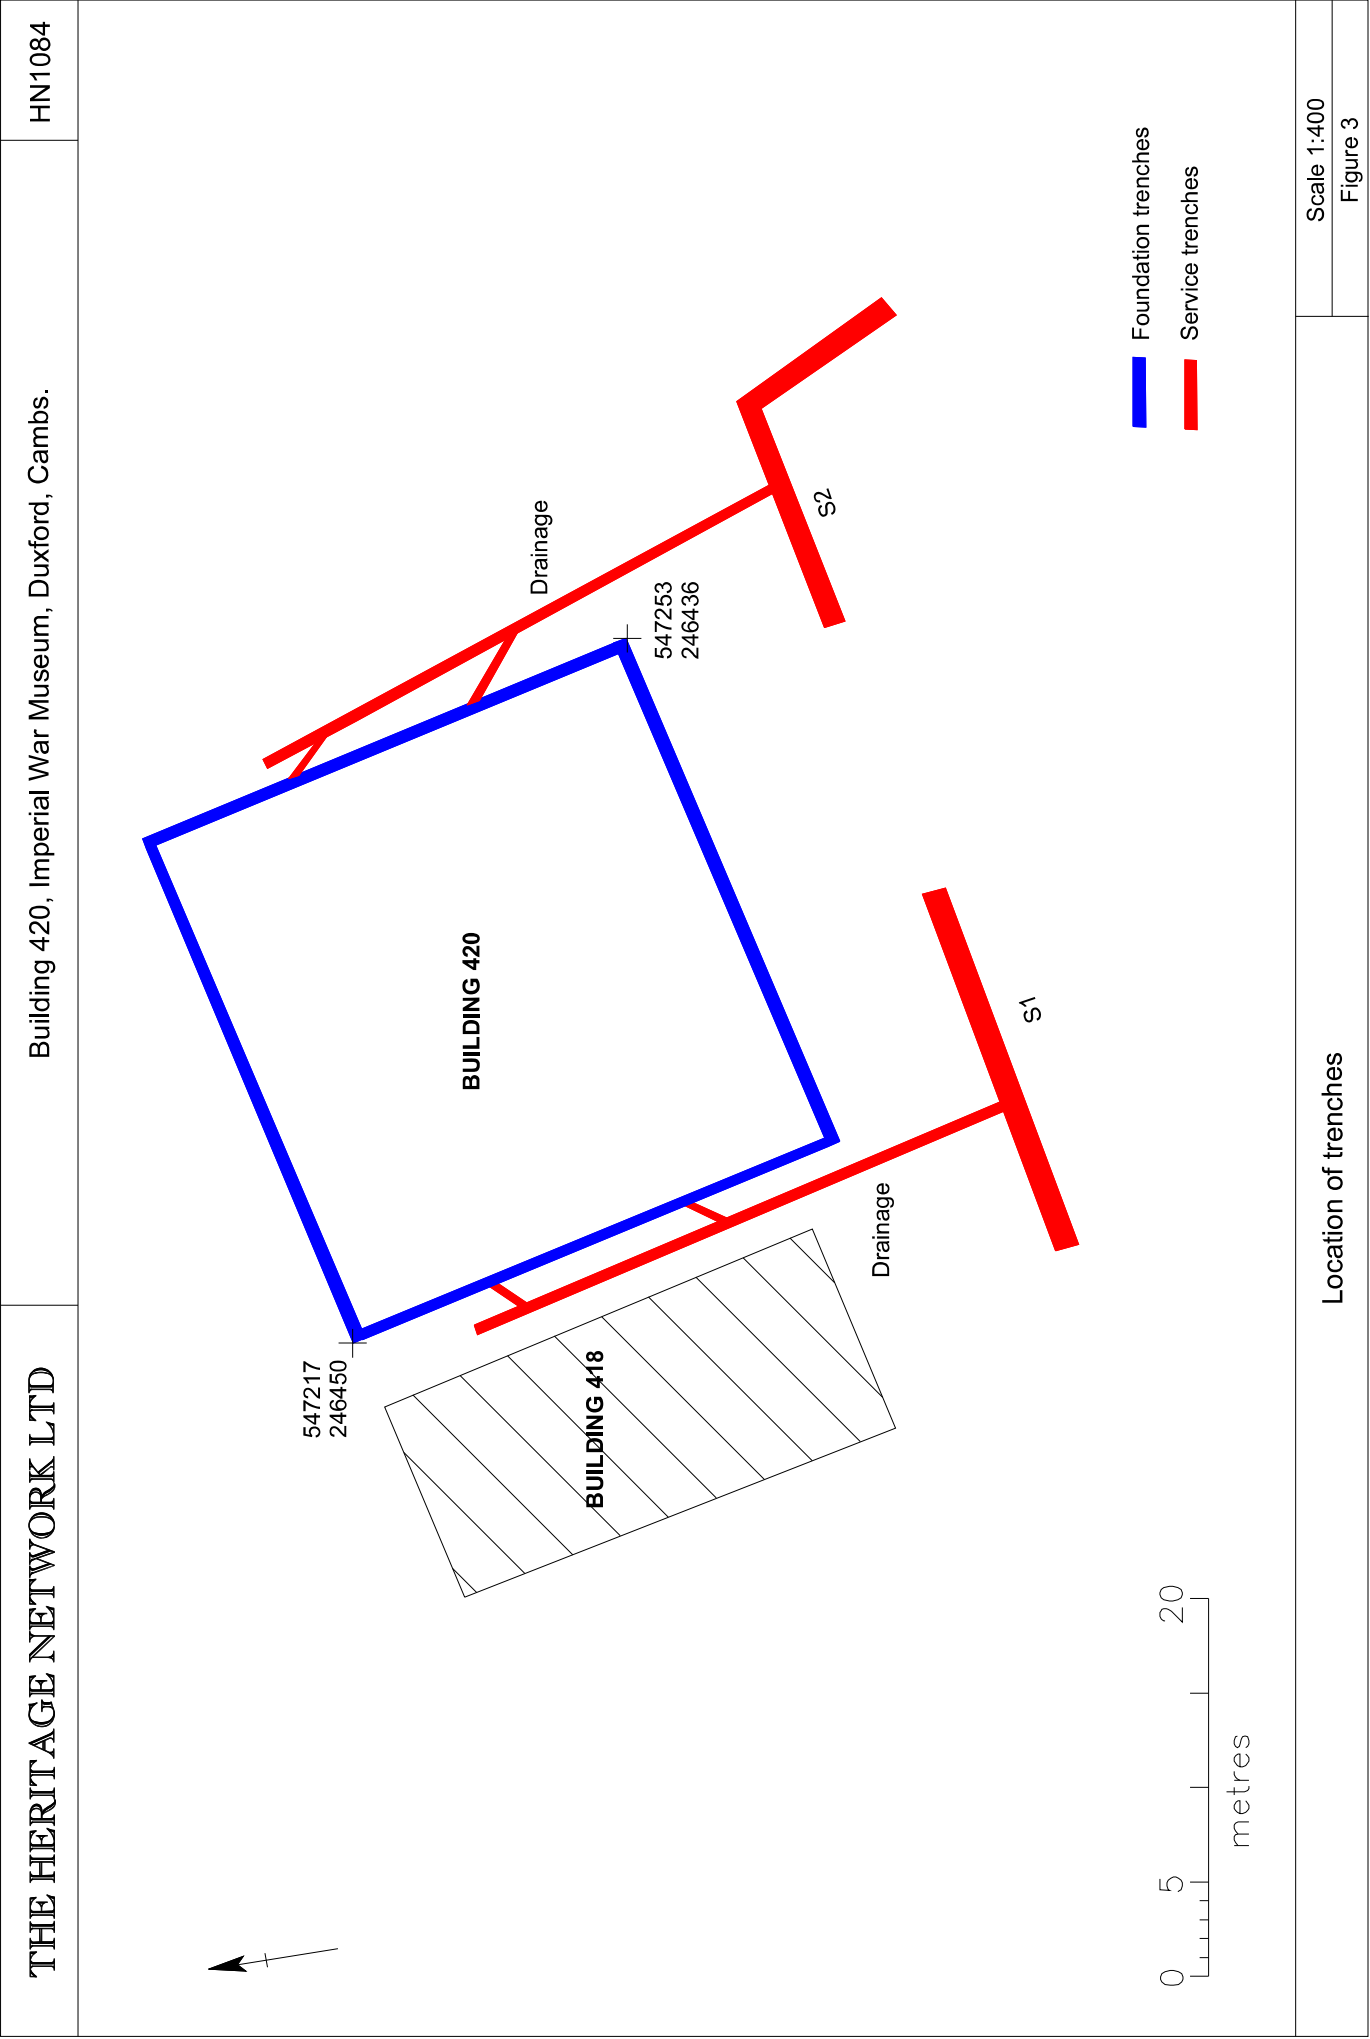 THE HERITAGE NETWORK LTD
Building 420, Imperial War Museum, Duxford, Cambs.
HN1084
547217
246450
BUILDING 420
BUILDING 418
Drainage
547253
246436
Drainage
S1
S2
Foundation trenches
Service trenches
0 5 20
metres
Location of trenches
Scale 1:400
Figure 3